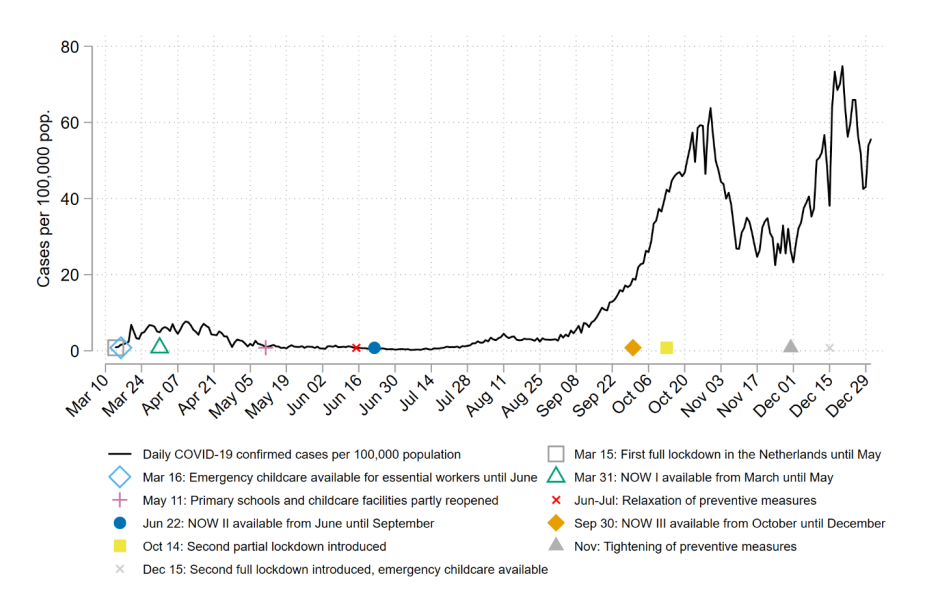 80
60
40
20
0
Cases per 100,000 pop.
Mar 10
Mar 24
Apr 07
Apr 21
May 05
May 19
Jun 02
Jun 16
Jun 30
Jul 14
Jul 28
Aug 11
Aug 25
Sep 08
Sep 22
Oct 06
Oct 20
Nov 03
Nov 17
Dec 01
Dec 15
Dec 29
Daily COVID-19 confirmed cases per 100,000 population
Mar 15: First full lockdown in the Netherlands until May
Mar 16: Emergency childcare available for essential workers until June
Mar 31: NOW I available from March until May
May 11: Primary schools and childcare facilities partly reopened
Jun-Jul: Relaxation of preventive measures
Jun 22: NOW II available from June until September
Sep 30: NOW III available from October until December
Oct 14: Second partial lockdown introduced
Nov: Tightening of preventive measures
Dec 15: Second full lockdown introduced, emergency childcare available